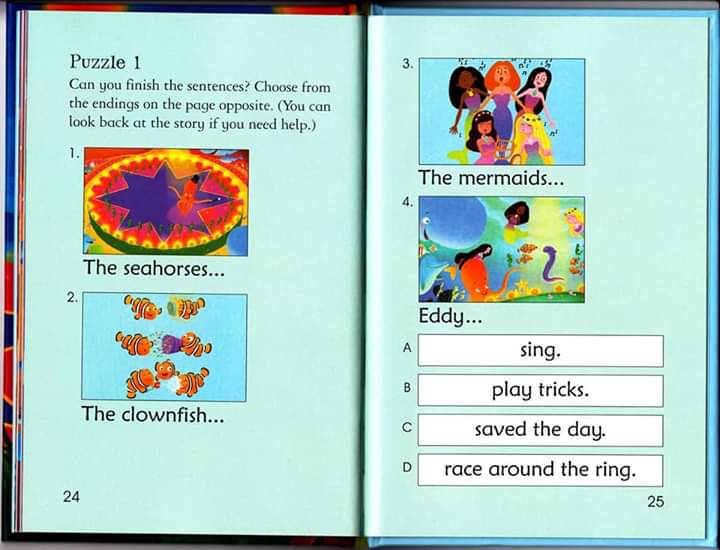 Puzzle 1
Can you finish the sentences? Choose from
the endings on the page opposite. (You can
look back at the story if you need help.)
1.
The seahorses...
2.
The clownfish...
24
3.
The mermaids...
4.
Eddy...
A sing.
B play tricks.
C saved the day.
D race around the ring.
25